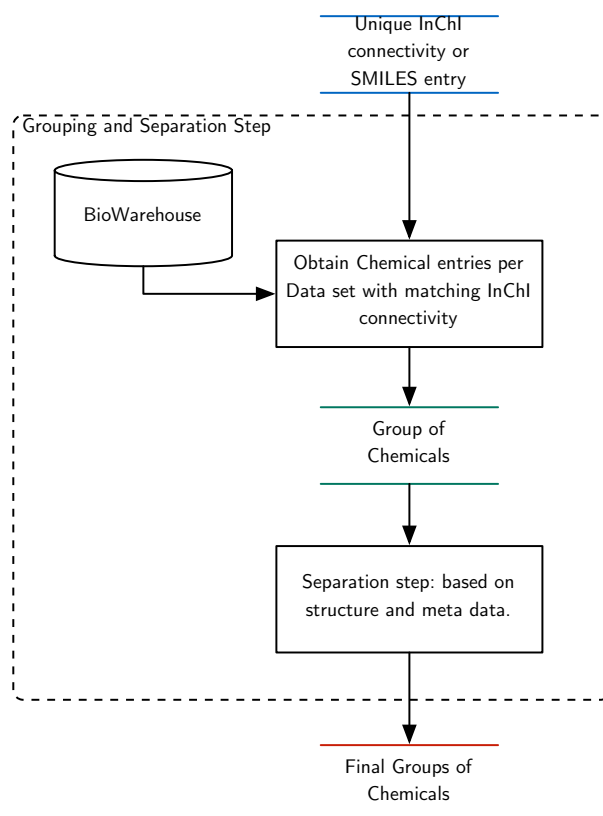 Unique InChI
connectivity or
SMILES entry
Grouping and Separation Step
BioWarehouse
Obtain Chemical entries per
Data set with matching InChI
connectivity
Group of
Chemicals
Separation step: based on
structure and meta data.
Final Groups of
Chemicals